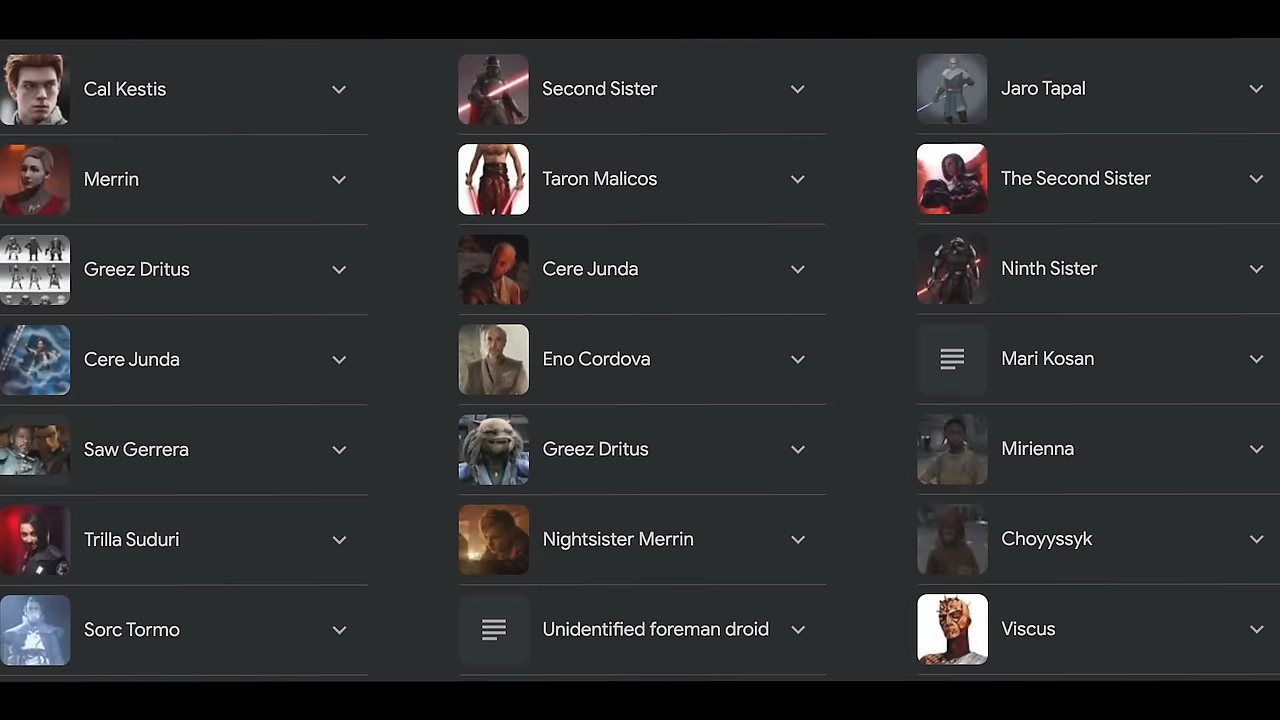 Cal Kestis
Second Sister
Jaro Tapal
Merrin
Taron Malicos
The Second Sister
Greez Dritus
Cere Junda
Ninth Sister
Cere Junda
Eno Cordova
Mari Kosan
Saw Gerrera
Greez Dritus
Mirienna
Trilla Suduri
Nightsister Merrin
Choyyssyk
Sorc Tormo
Unidentified foreman droid
Viscus